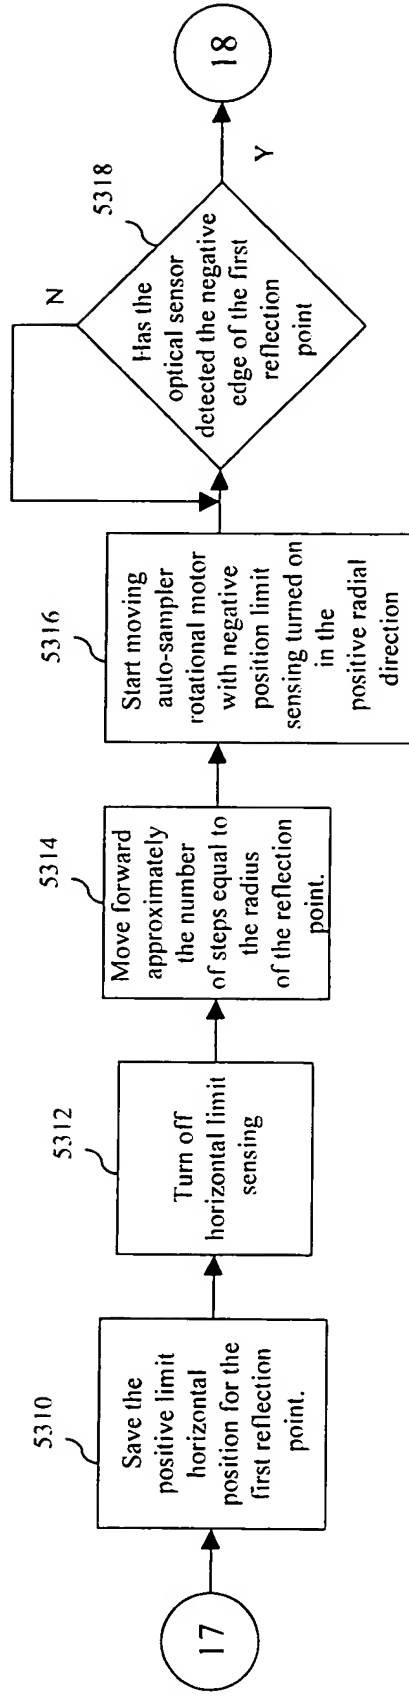 17
5310
Save the
positive limit
horizontal
position for the
first reflection
point.
5312
Turn off
horizontal limit
sensing
5314
Move forward
approximately
the number
of steps equal to
the radius
of the reflection
point.
5316
Start moving
auto-sampler
rotational motor
with negative
position limit
sensing turned on
in the
positive radial
direction
5318
N
Has the
optical sensor
detected the negative
edge of the first
reflection
point
Y
18